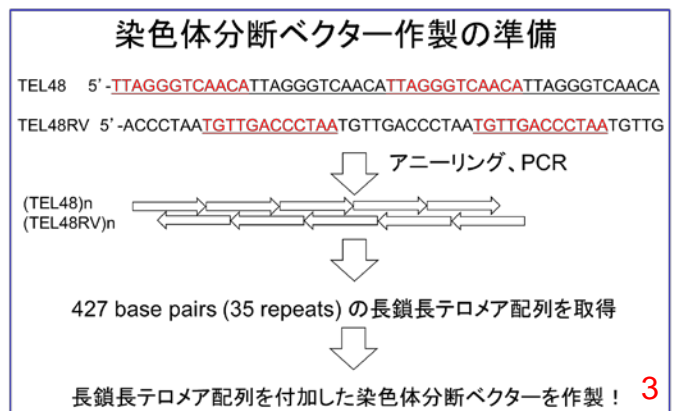 染色体分断ベクター作製の準備
TEL48 5'-TTAGGGTCAACATTAGGGTCAACATTAGGGTCAACATTAGGGTCAACA
TEL48RV 5'-ACCCTAATGTTGACCCTAATGTTGACCCTAATGTTGACCCTAATGTTG
アニーリング、PCR
(TEL48)n
(TEL48RV)n
427 base pairs (35 repeats) の長鎖長テロメア配列を取得
長鎖長テロメア配列を付加した染色体分断ベクターを作製！ 3